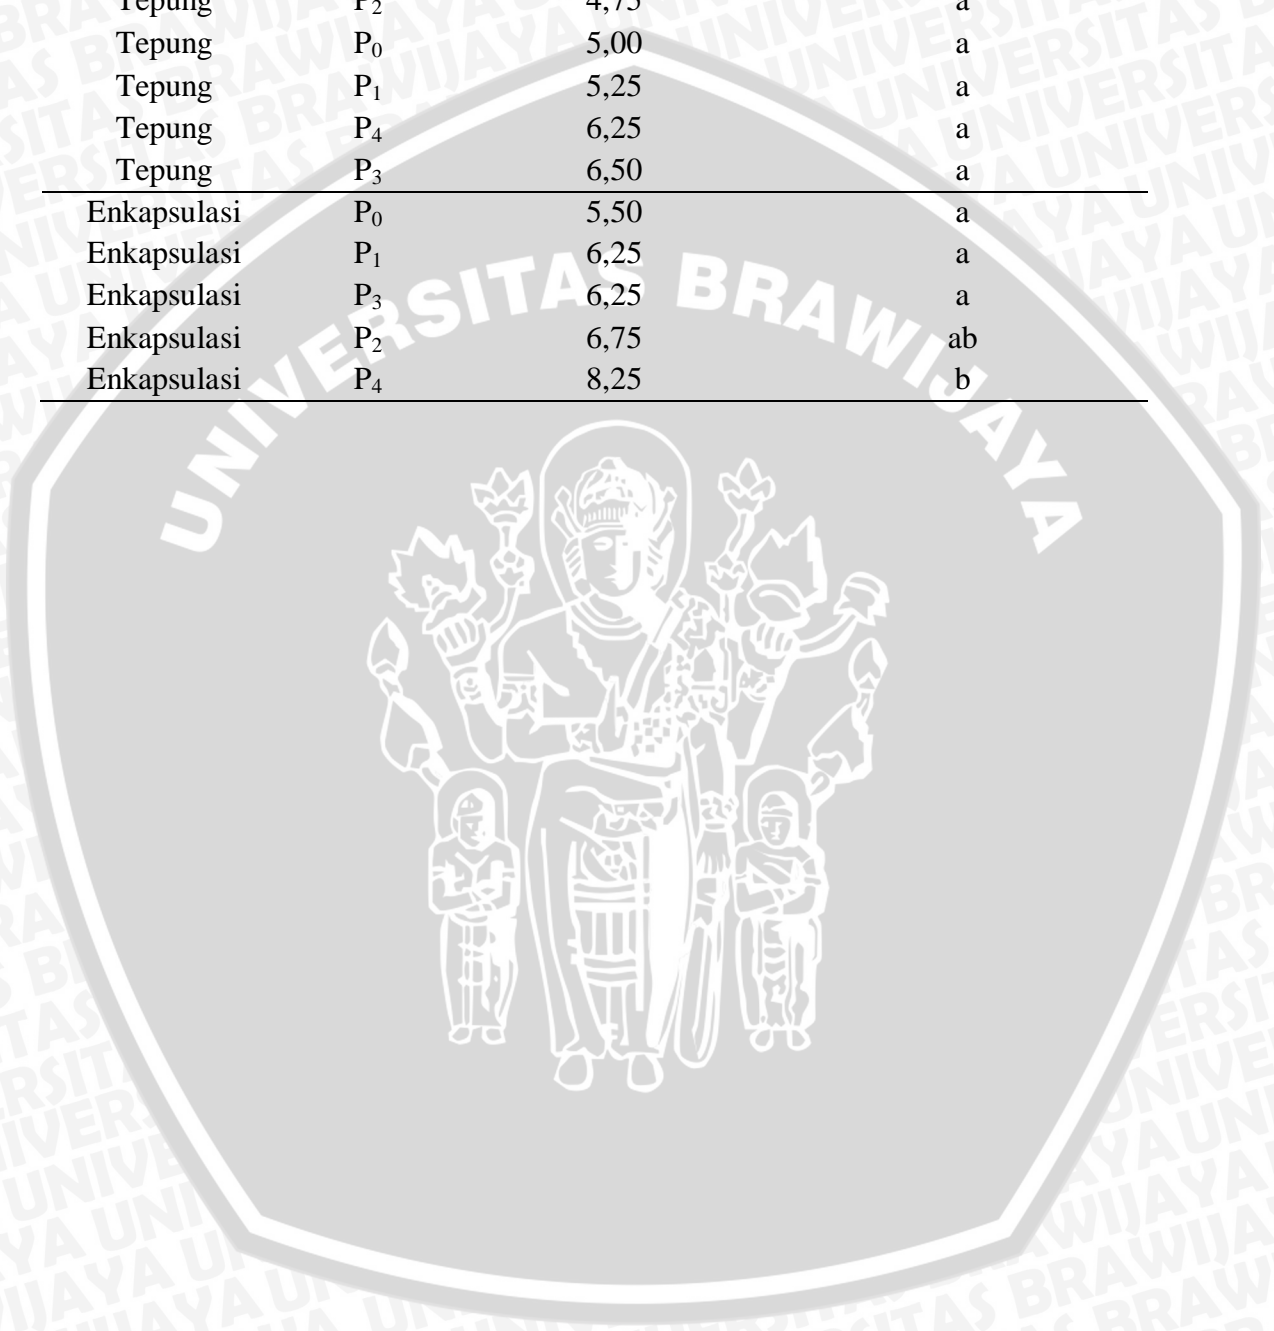 Tepung P₂ 4,75 a
Tepung P₀ 5,00 a
Tepung P₁ 5,25 a
Tepung P₄ 6,25 a
Tepung P₃ 6,50 a
Enkapsulasi P₀ 5,50 a
Enkapsulasi P₁ 6,25 a
Enkapsulasi P₃ 6,25 a
Enkapsulasi P₂ 6,75 ab
Enkapsulasi P₄ 8,25 b
UNIVERSITAS BRAWIJAYA